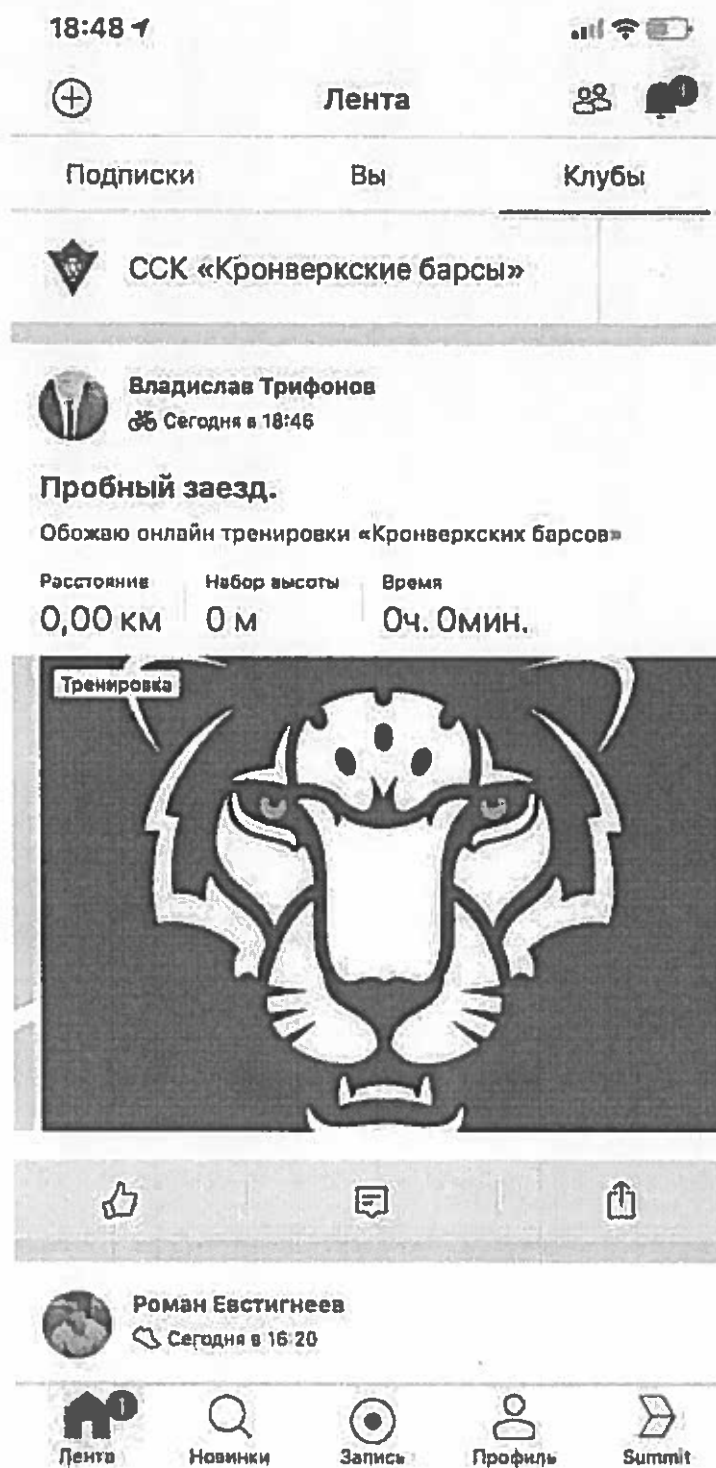 18:48
Лента
1
Подписки Вы Клубы
ССК «Кронверкские барсы»
Владислав Трифонов
Сегодня в 18:46
Пробный заезд.
Обожаю онлайн тренировки «Кронверкских барсов»
Расстояние Набор высоты Время
0,00 км 0 м 0ч. 0мин.
Тренировка
Роман Евстигнеев
Сегодня в 16:20
1
Лента Новинки Запись Профиль Summit